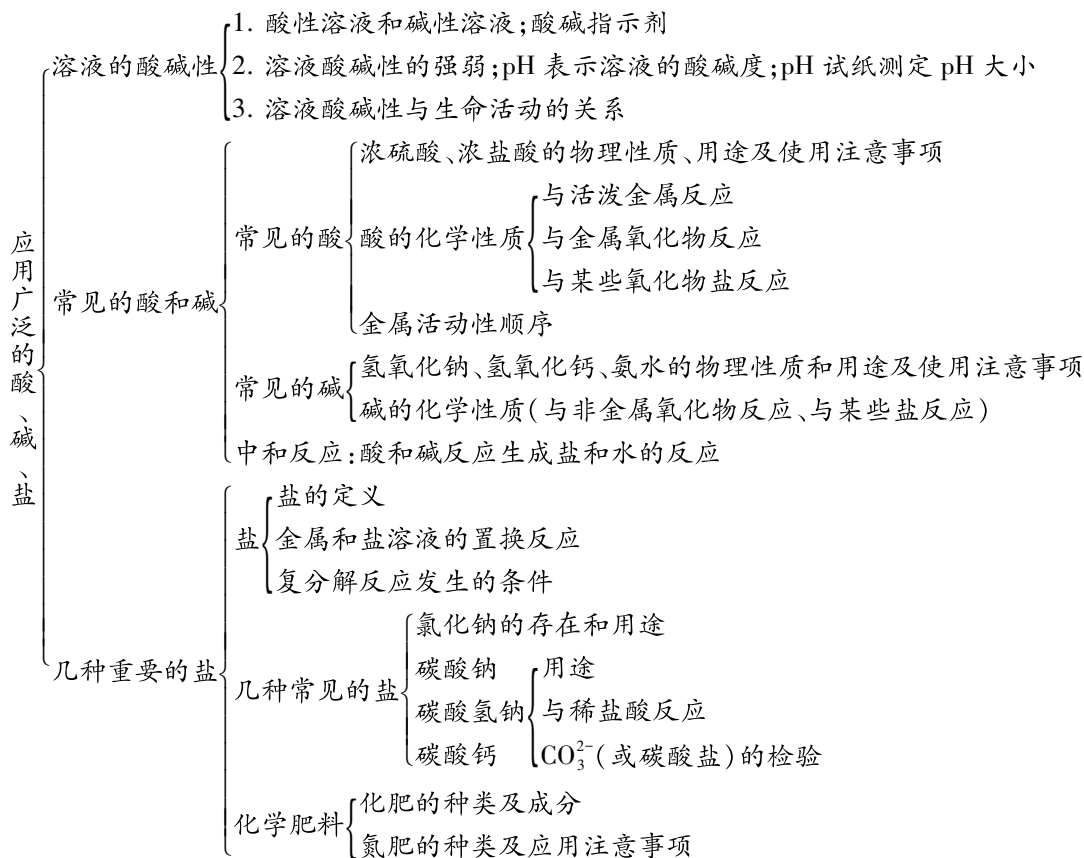 应用广泛的酸、碱、盐
溶液的酸碱性
1. 酸性溶液和碱性溶液;酸碱指示剂
2. 溶液酸碱性的强弱;pH 表示溶液的酸碱度;pH 试纸测定 pH 大小
3. 溶液酸碱性与生命活动的关系
常见的酸和碱
常见的酸
浓硫酸、浓盐酸的物理性质、用途及使用注意事项
酸的化学性质
与活泼金属反应
与金属氧化物反应
与某些氧化物盐反应
金属活动性顺序
常见的碱
氢氧化钠、氢氧化钙、氨水的物理性质和用途及使用注意事项
碱的化学性质(与非金属氧化物反应、与某些盐反应)
中和反应:酸和碱反应生成盐和水的反应
几种重要的盐
盐
盐的定义
金属和盐溶液的置换反应
复分解反应发生的条件
几种常见的盐
氯化钠的存在和用途
碳酸钠
碳酸氢钠
碳酸钙
用途
与稀盐酸反应
CO₃²⁻(或碳酸盐)的检验
化学肥料
化肥的种类及成分
氮肥的种类及应用注意事项